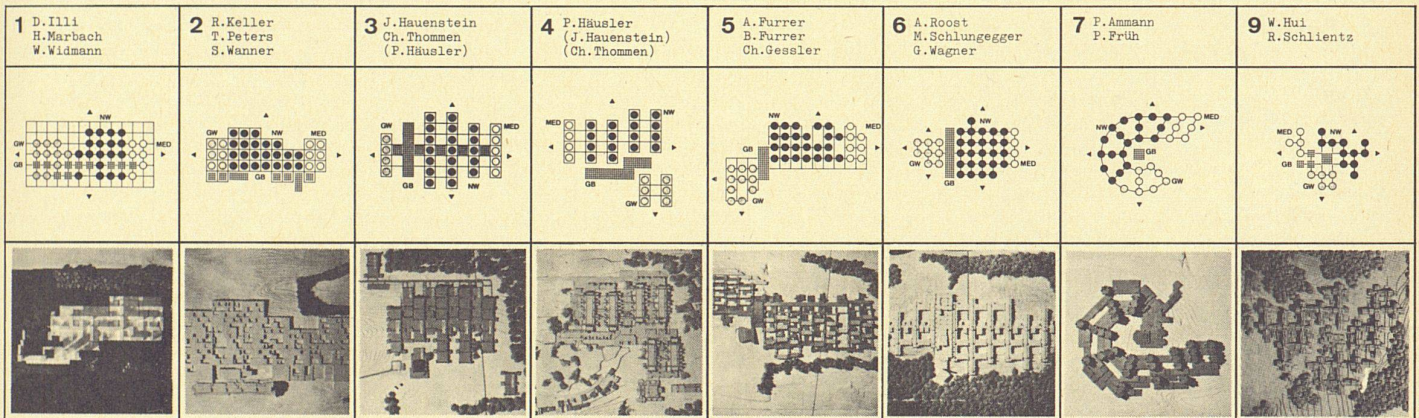 1 D.Illi
H.Marbach
W.Widmann
2 R.Keller
T.Peters
S.Wanner
3 J.Hauenstein
Ch.Thommen
(P.Häusler)
4 P.Häusler
(J.Hauenstein)
(Ch.Thommen)
5 A.Furrer
B.Furrer
Ch.Gessler
6 A.Roost
M.Schlungegger
G.Wagner
7 P.Ammann
P.Früh
9 W.Hui
R.Schlientz
NW
GW
MED
GB
GW
NW
MED
GB
GW
MED
GB
NW
MED
NW
GB
GW
NW
MED
GB
GW
NW
GW
GB
MED
NW
MED
GB
GW
MED
NW
GB
GW